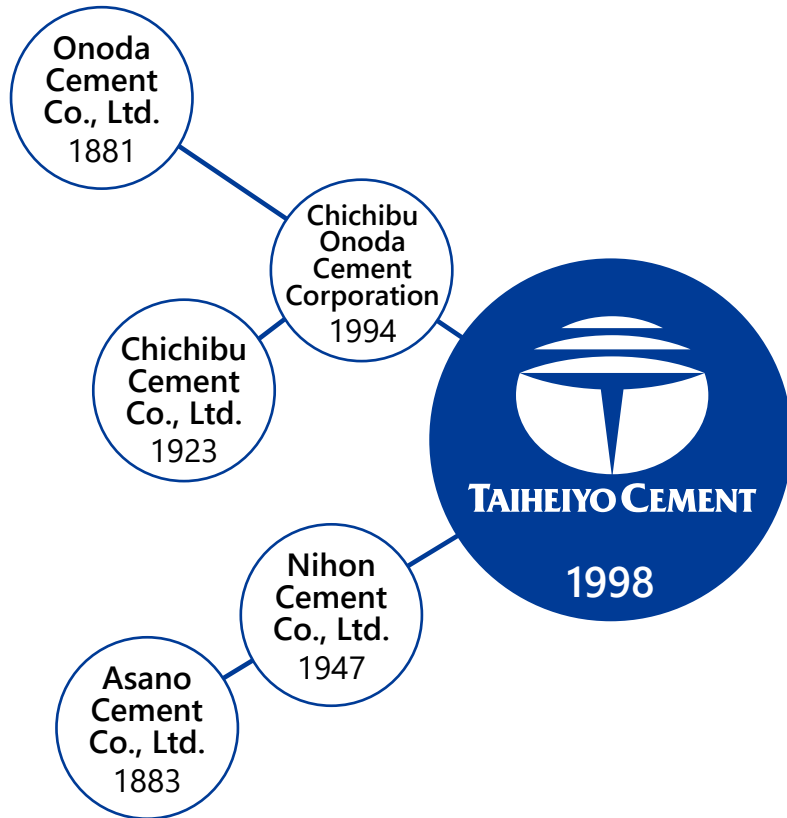 Onoda
Cement
Co., Ltd.
1881
Chichibu
Onoda
Cement
Corporation
1994
Chichibu
Cement
Co., Ltd.
1923
TAIHEIYO CEMENT
1998
Nihon
Cement
Co., Ltd.
1947
Asano
Cement
Co., Ltd.
1883